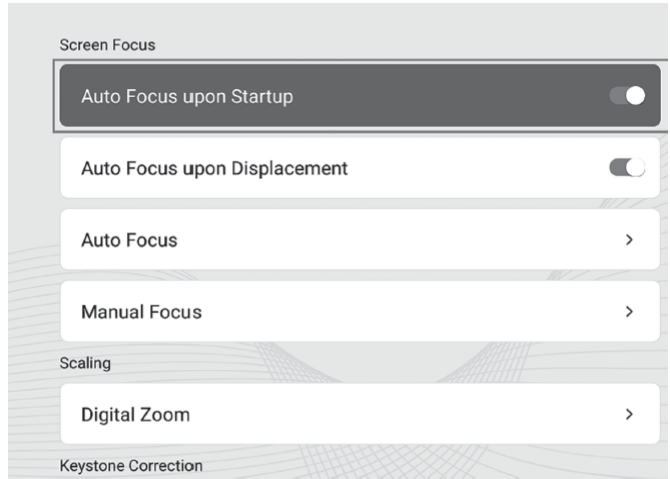 Screen Focus
Auto Focus upon Startup
Auto Focus upon Displacement
Auto Focus
Manual Focus
Scaling
Digital Zoom
Keystone Correction